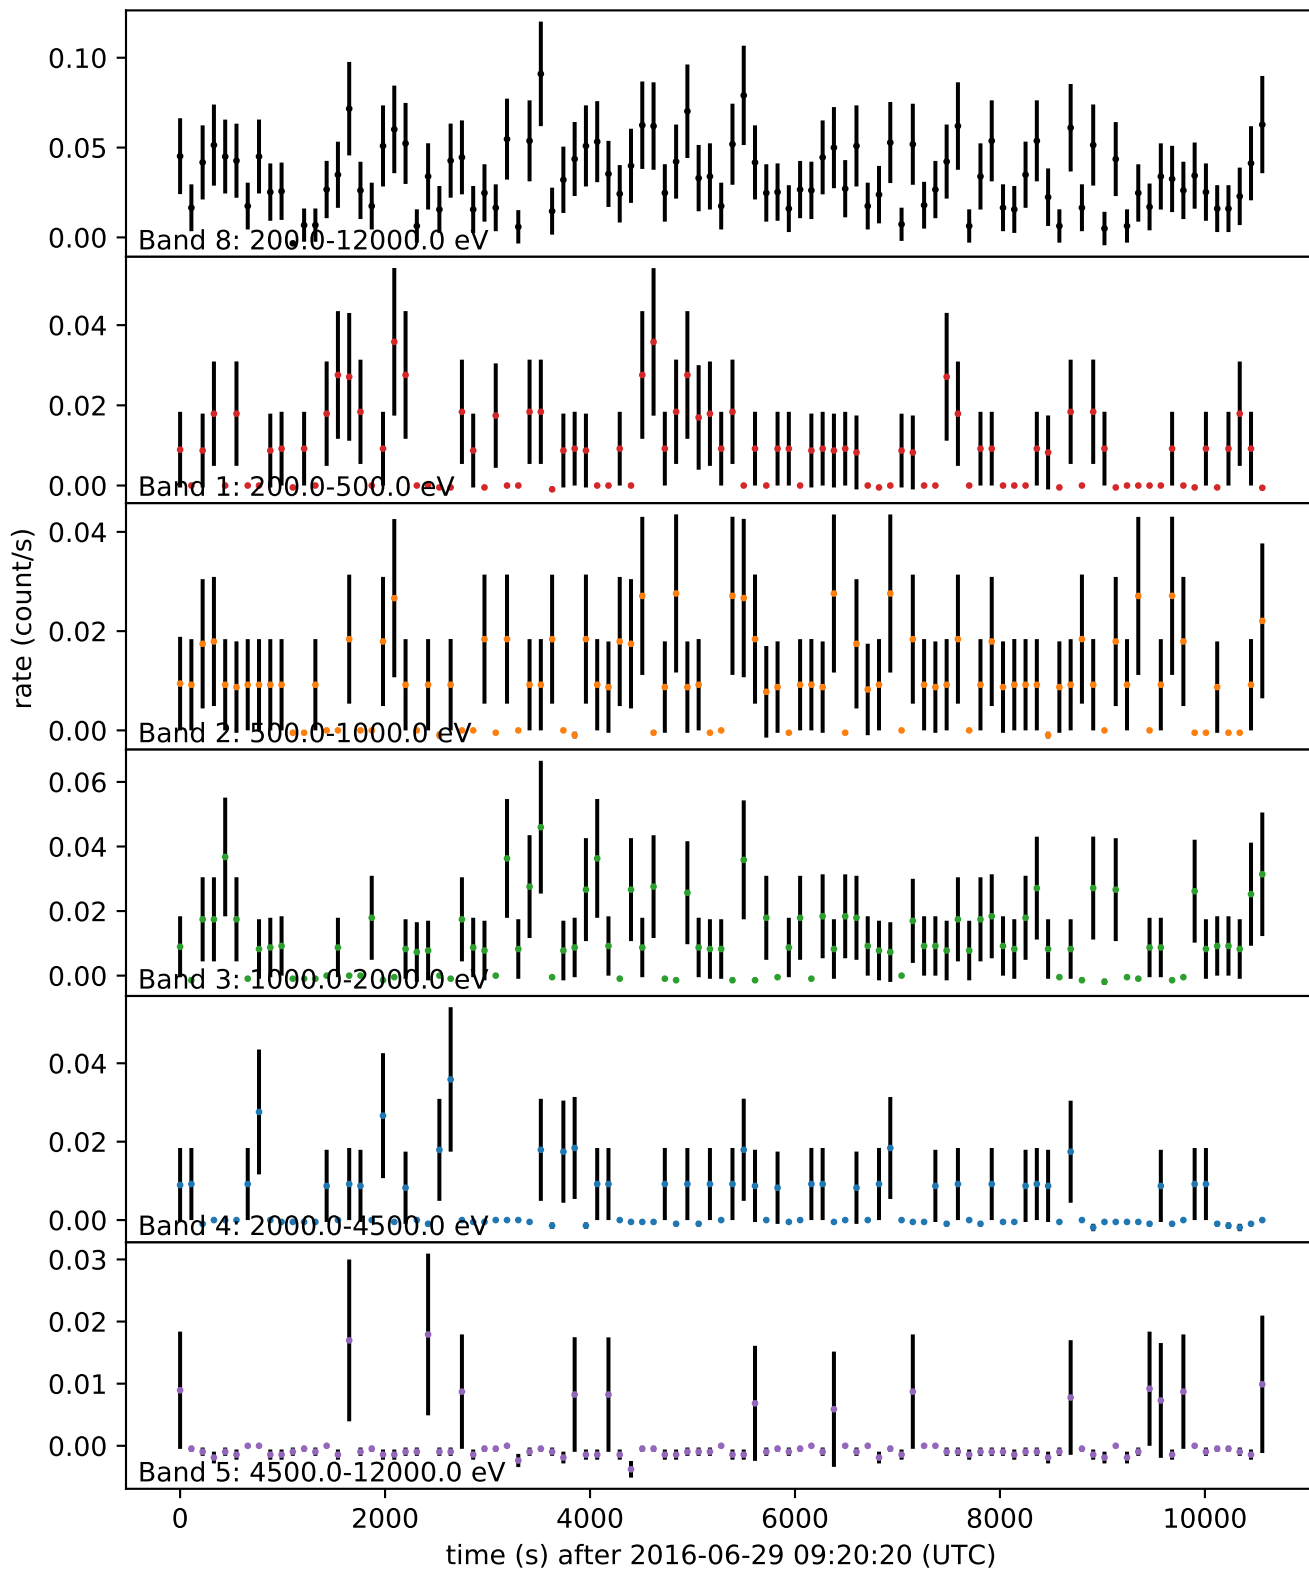 0.10
0.05
0.00
Band 8: 200.0-12000.0 eV
0.04
0.02
0.00
Band 1: 200.0-500.0 eV
rate (count/s)
0.04
0.02
0.00
Band 2: 500.0-1000.0 eV
0.06
0.04
0.02
0.00
Band 3: 1000.0-2000.0 eV
0.04
0.02
0.00
Band 4: 2000.0-4500.0 eV
0.03
0.02
0.01
0.00
Band 5: 4500.0-12000.0 eV
0 2000 4000 6000 8000 10000
time (s) after 2016-06-29 09:20:20 (UTC)